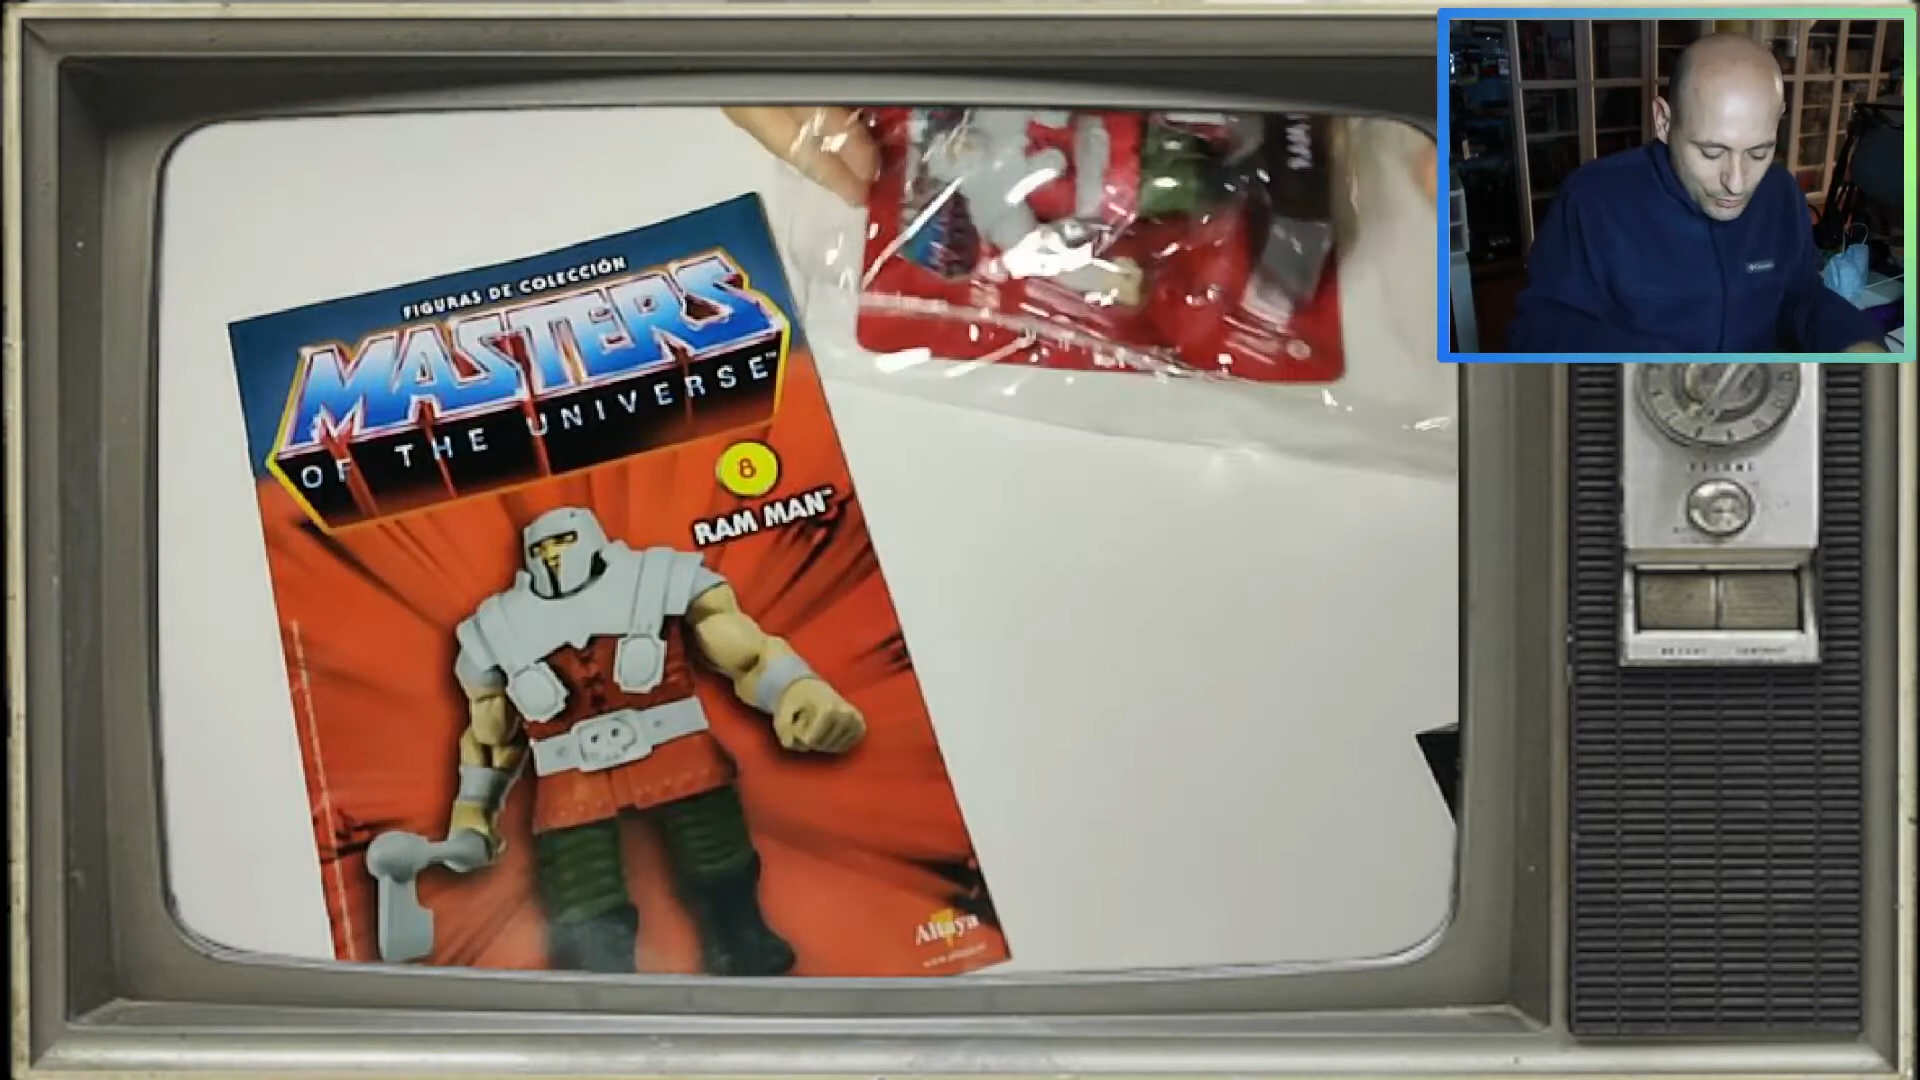 FIGURAS DE COLECCIÓN
MASTERS
OF THE UNIVERSE™
8
RAM MAN™
Altaya